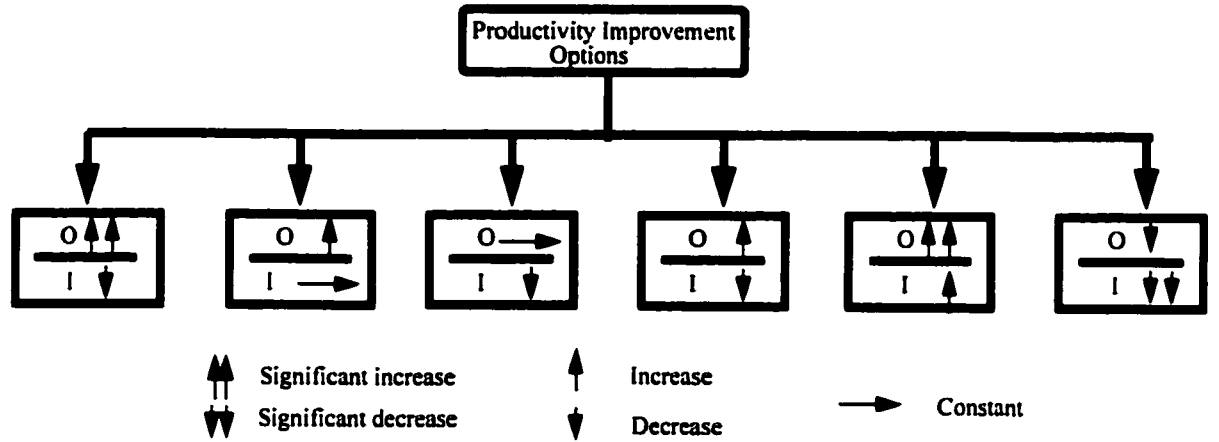 Productivity Improvement
Options
O
I
O
I
O
I
O
I
O
I
O
I
Significant increase
Significant decrease
Increase
Decrease
Constant